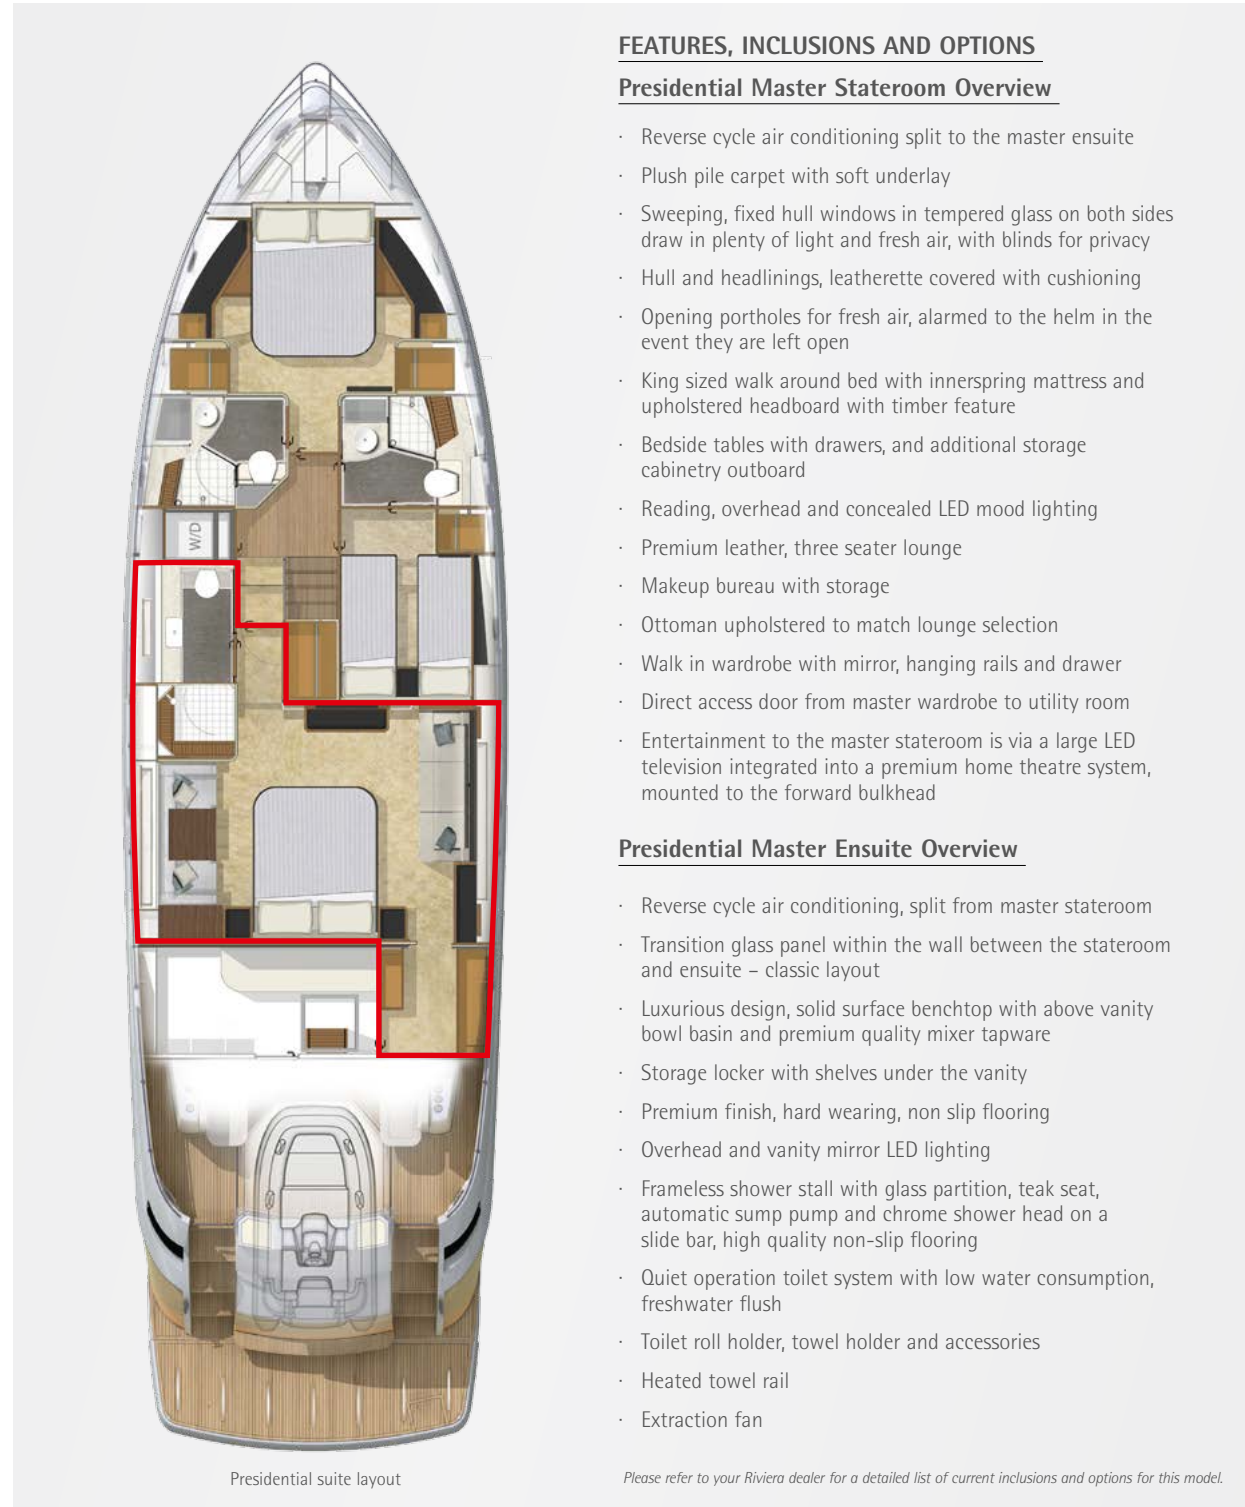 FEATURES, INCLUSIONS AND OPTIONS
Presidential Master Stateroom Overview
· Reverse cycle air conditioning split to the master ensuite
· Plush pile carpet with soft underlay
· Sweeping, fixed hull windows in tempered glass on both sides
draw in plenty of light and fresh air, with blinds for privacy
· Hull and headlinings, leatherette covered with cushioning
· Opening portholes for fresh air, alarmed to the helm in the
event they are left open
· King sized walk around bed with innerspring mattress and
upholstered headboard with timber feature
· Bedside tables with drawers, and additional storage
cabinetry outboard
· Reading, overhead and concealed LED mood lighting
· Premium leather, three seater lounge
· Makeup bureau with storage
· Ottoman upholstered to match lounge selection
· Walk in wardrobe with mirror, hanging rails and drawer
· Direct access door from master wardrobe to utility room
· Entertainment to the master stateroom is via a large LED
television integrated into a premium home theatre system,
mounted to the forward bulkhead
Presidential Master Ensuite Overview
· Reverse cycle air conditioning, split from master stateroom
· Transition glass panel within the wall between the stateroom
and ensuite – classic layout
· Luxurious design, solid surface benchtop with above vanity
bowl basin and premium quality mixer tapware
· Storage locker with shelves under the vanity
· Premium finish, hard wearing, non slip flooring
· Overhead and vanity mirror LED lighting
· Frameless shower stall with glass partition, teak seat,
automatic sump pump and chrome shower head on a
slide bar, high quality non-slip flooring
· Quiet operation toilet system with low water consumption,
freshwater flush
· Toilet roll holder, towel holder and accessories
· Heated towel rail
· Extraction fan
W/D
Presidential suite layout
Please refer to your Riviera dealer for a detailed list of current inclusions and options for this model.